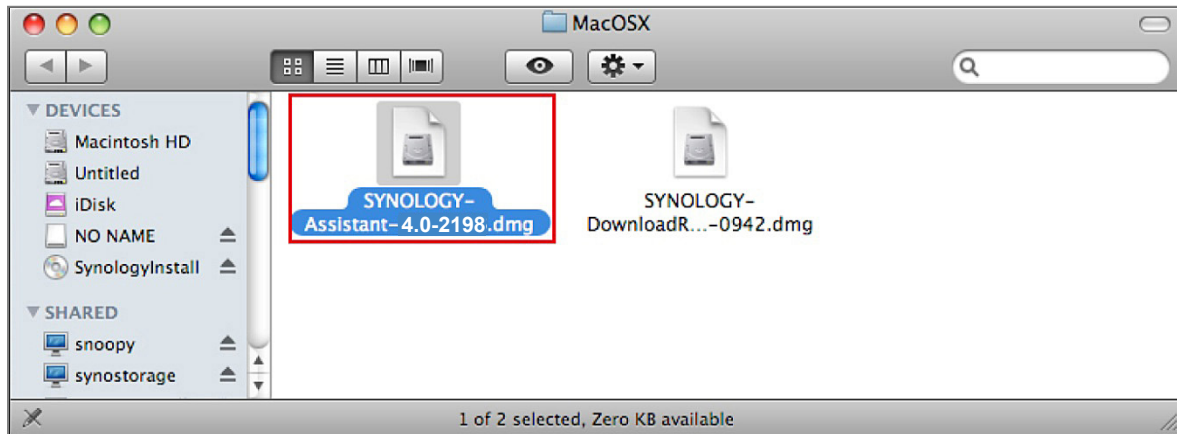 MacOSX
DEVICES
Macintosh HD
Untitled
iDisk
NO NAME
SynologyInstall
SHARED
snoopy
synostorage
SYNOLOGY-
Assistant-4.0-2198.dmg
SYNOLOGY-
DownloadR...-0942.dmg
1 of 2 selected, Zero KB available